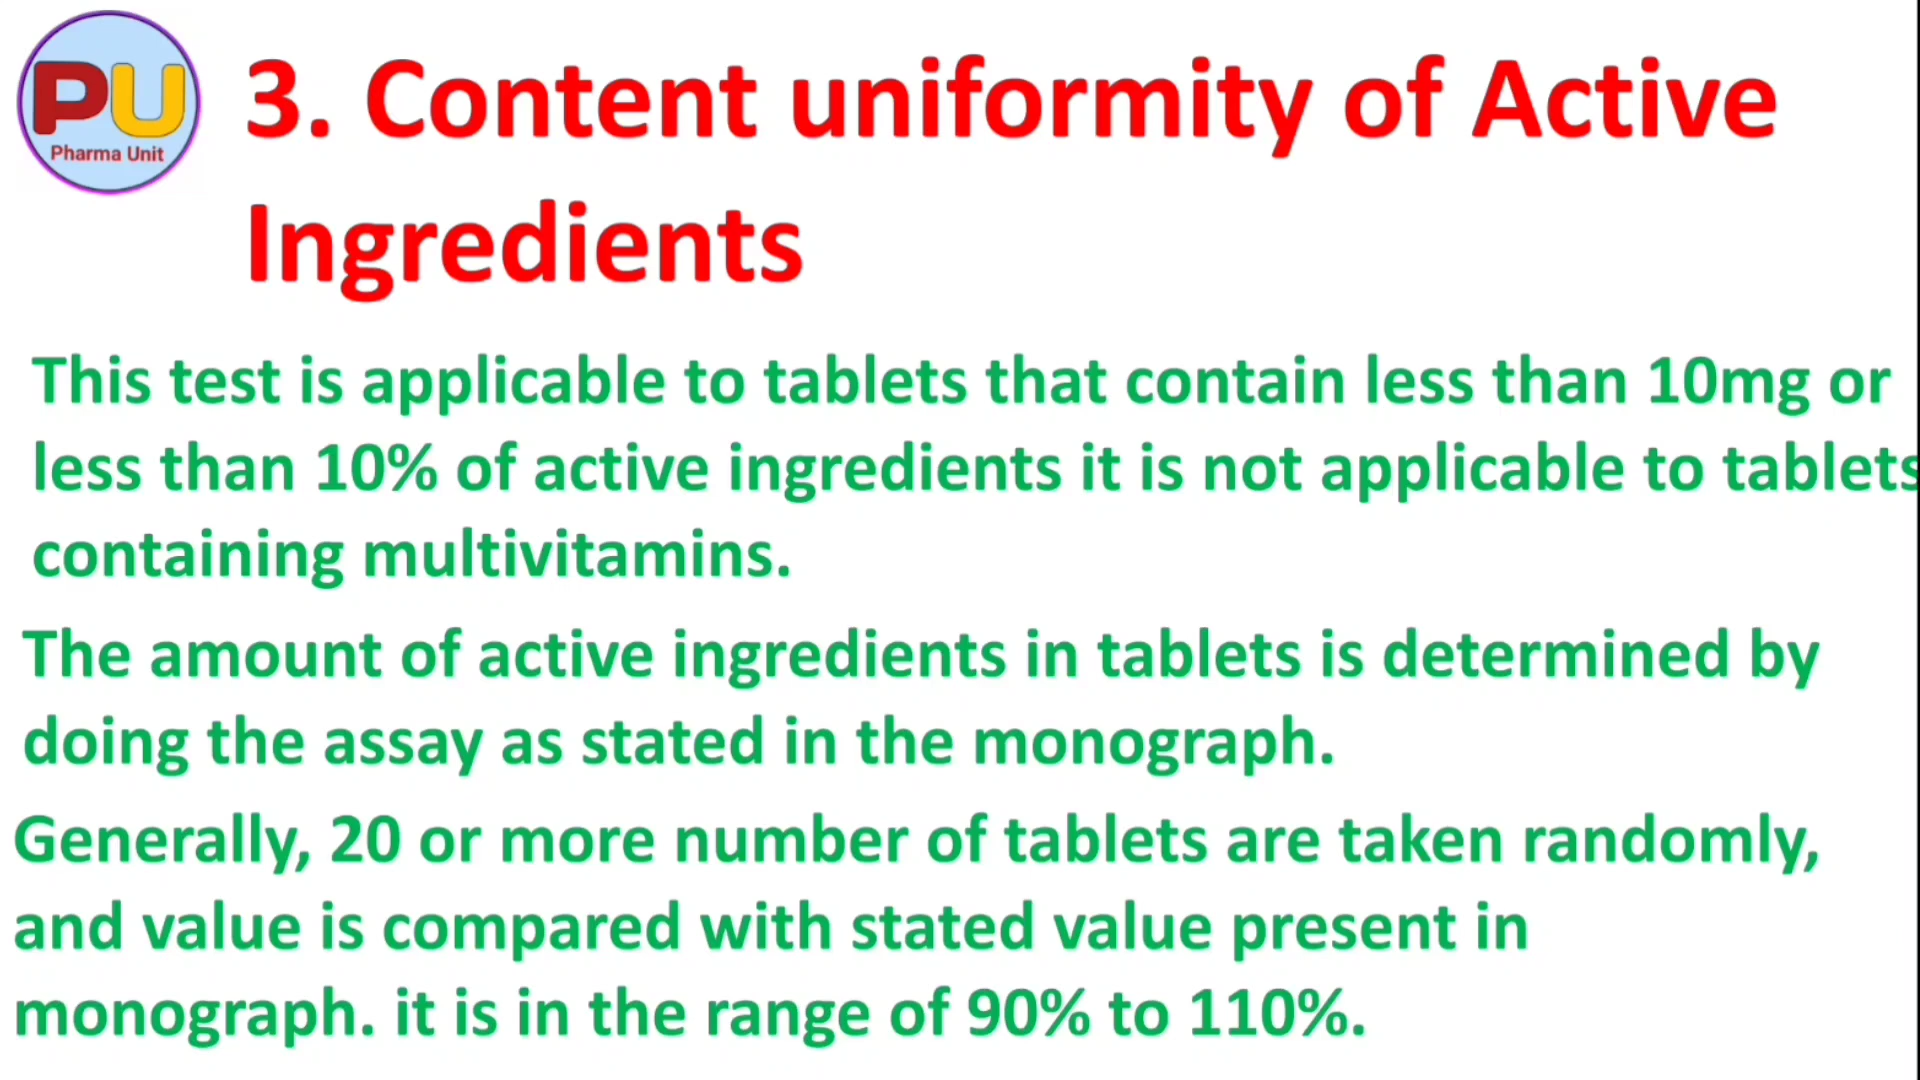 PU
Pharma Unit
3. Content uniformity of Active
Ingredients
This test is applicable to tablets that contain less than 10mg or
less than 10% of active ingredients it is not applicable to tablets
containing multivitamins.
The amount of active ingredients in tablets is determined by
doing the assay as stated in the monograph.
Generally, 20 or more number of tablets are taken randomly,
and value is compared with stated value present in
monograph. it is in the range of 90% to 110%.